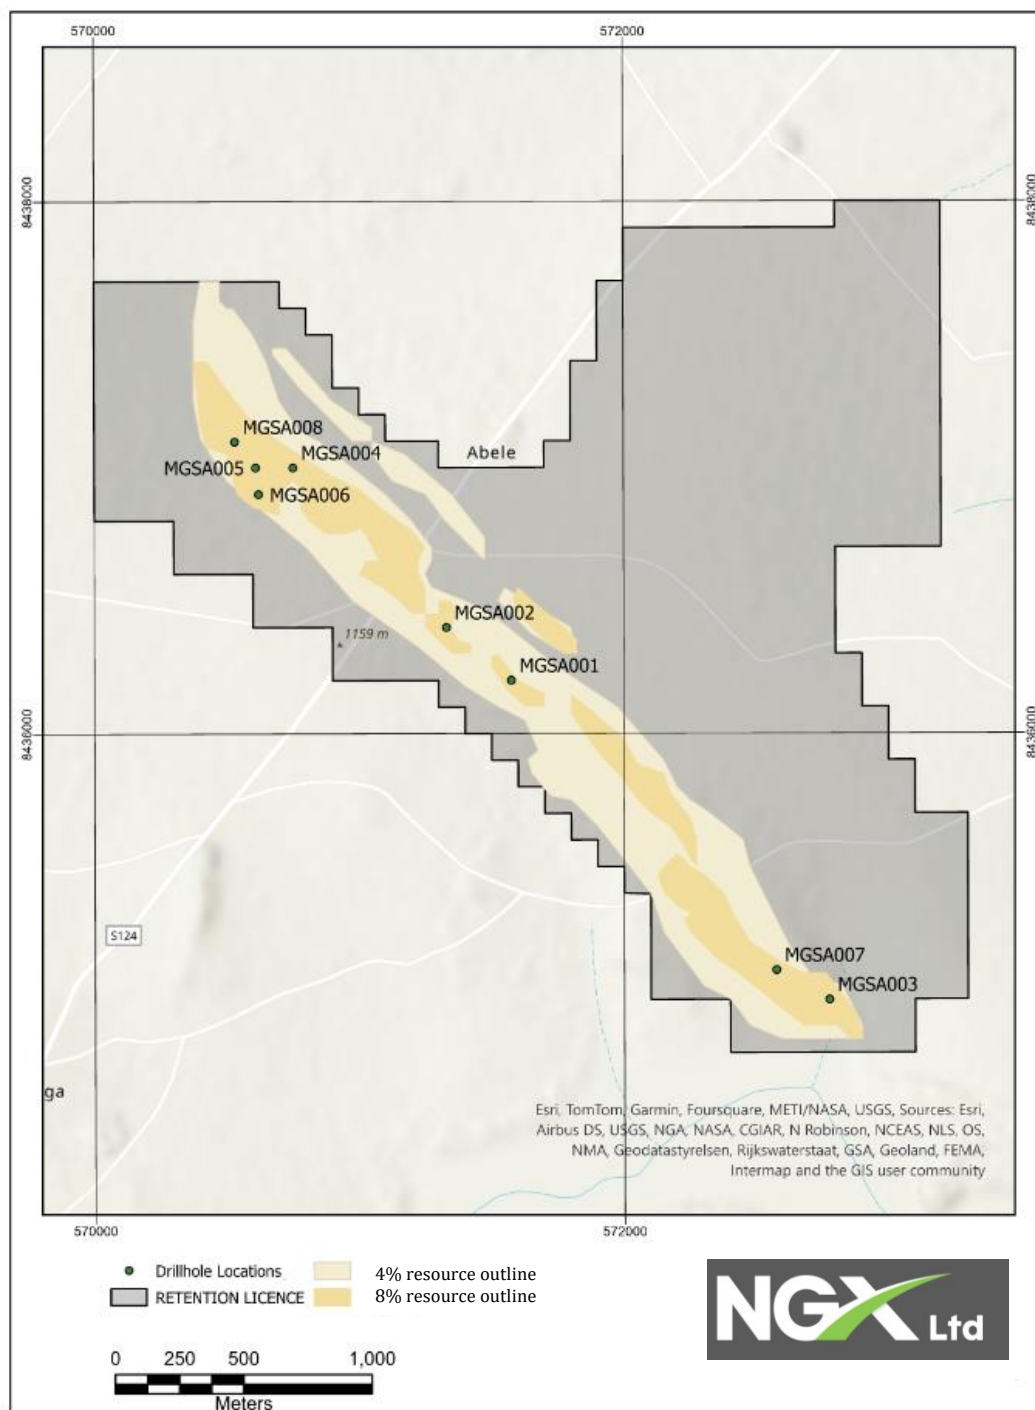 570000
572000
8438000
8438000
MGSA008
MGSA004
Abele
MGSA005
MGSA006
MGSA002
1159 m
MGSA001
8436000
8436000
S124
MGSA007
MGSA003
ga
Esri, TomTom, Garmin, Foursquare, METI/NASA, USGS, Sources: Esri,
Airbus DS, USGS, NGA, NASA, CGIAR, N Robinson, NCEAS, NLS, OS,
NMA, Geodatastyrelsen, Rijkswaterstaat, GSA, Geoland, FEMA,
Intermap and the GIS user community
570000
572000
Drillhole Locations
4% resource outline
RETENTION LICENCE
8% resource outline
NGX Ltd
0 250 500 1,000
Meters